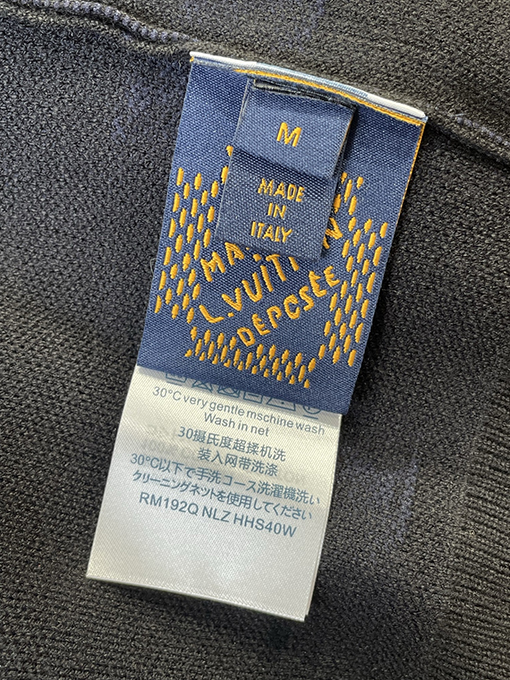 M
MADE
IN
ITALY
L.VUITTON
DÉPCSÉE
30°C very gentle mschine wash
Wash in net
30摄氏度超揉机洗
装入网带洗涤
30℃以下で手洗コース洗濯機洗い
クリーニングネットを使用してください
RM192Q NLZ HHS40W